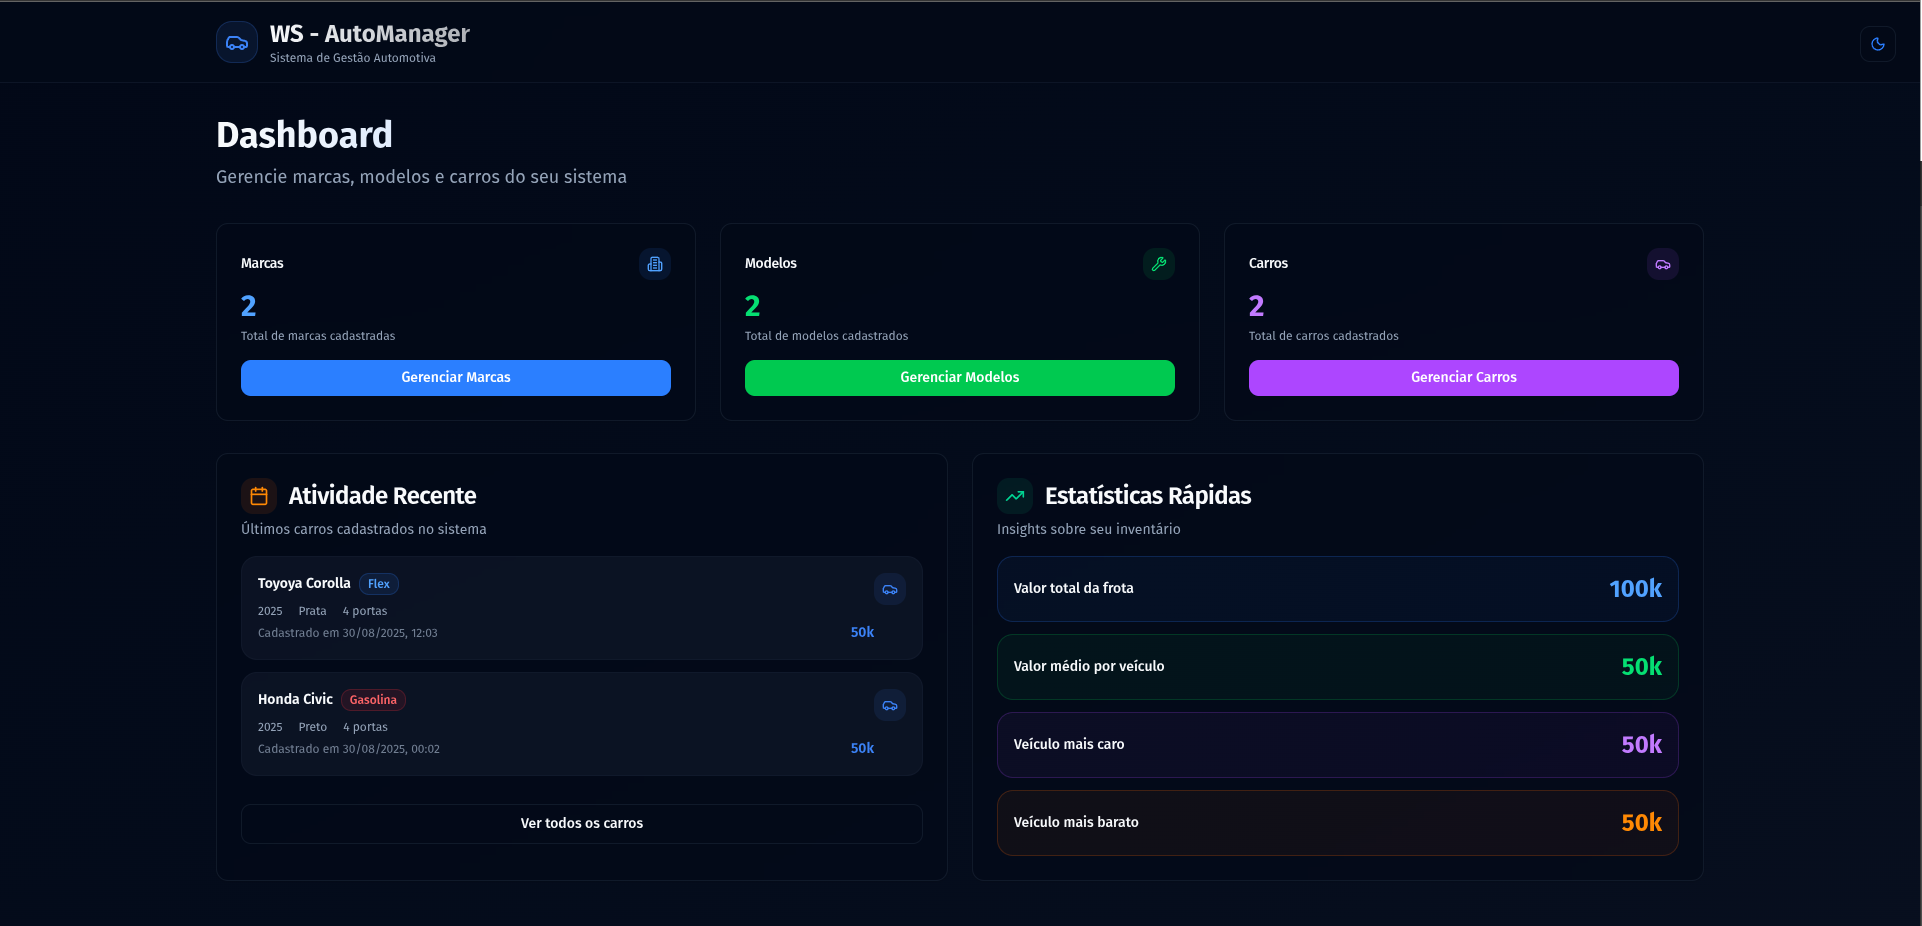 WS - AutoManager
Sistema de Gestão Automotiva
Dashboard
Gerencie marcas, modelos e carros do seu sistema
Marcas
2
Total de marcas cadastradas
Gerenciar Marcas
Modelos
2
Total de modelos cadastrados
Gerenciar Modelos
Carros
2
Total de carros cadastrados
Gerenciar Carros
Atividade Recente
Últimos carros cadastrados no sistema
Toyoya Corolla Flex
2025 Prata 4 portas
Cadastrado em 30/08/2025, 12:03 50k
Honda Civic Gasolina
2025 Preto 4 portas
Cadastrado em 30/08/2025, 00:02 50k
Ver todos os carros
Estatísticas Rápidas
Insights sobre seu inventário
Valor total da frota 100k
Valor médio por veículo 50k
Veículo mais caro 50k
Veículo mais barato 50k